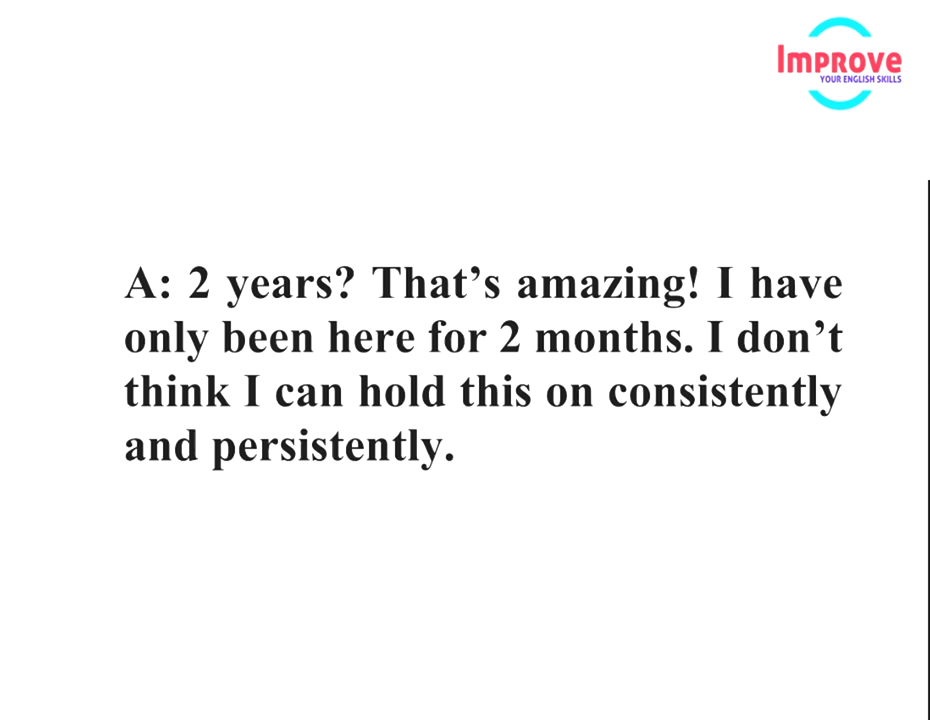 Improve
YOUR ENGLISH SKILLS
A: 2 years? That’s amazing! I have
only been here for 2 months. I don’t
think I can hold this on consistently
and persistently.